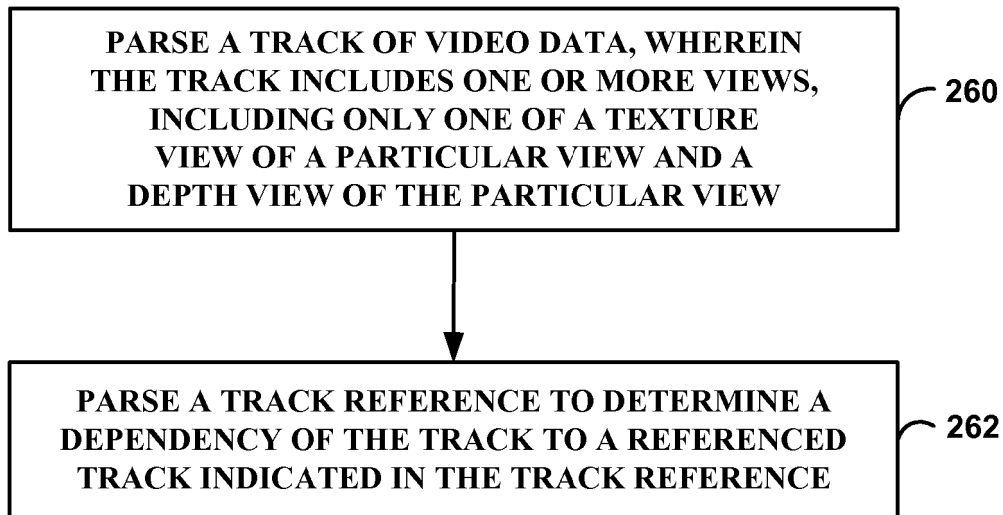 PARSE A TRACK OF VIDEO DATA, WHEREIN
THE TRACK INCLUDES ONE OR MORE VIEWS,
INCLUDING ONLY ONE OF A TEXTURE
VIEW OF A PARTICULAR VIEW AND A
DEPTH VIEW OF THE PARTICULAR VIEW
260
PARSE A TRACK REFERENCE TO DETERMINE A
DEPENDENCY OF THE TRACK TO A REFERENCED
TRACK INDICATED IN THE TRACK REFERENCE
262